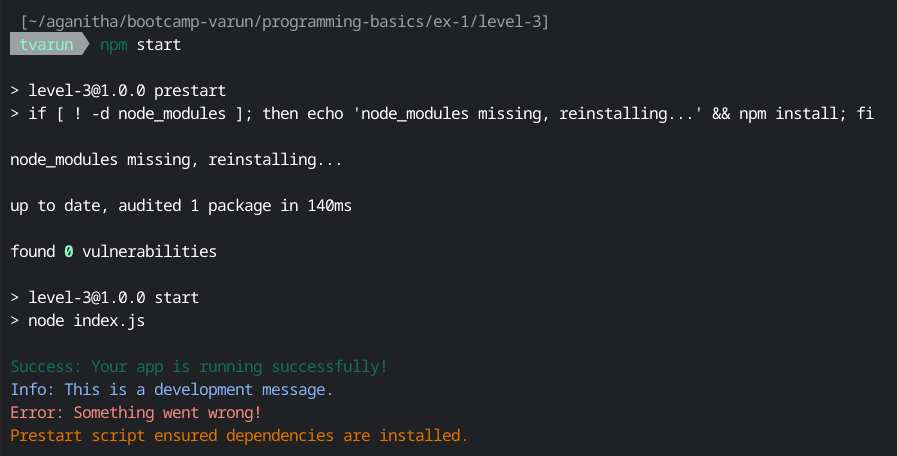 [~/aganitha/bootcamp-varun/programming-basics/ex-1/level-3]
tvarun npm start
> level-3@1.0.0 prestart
> if [ ! -d node_modules ]; then echo 'node_modules missing, reinstalling...' && npm install; fi
node_modules missing, reinstalling...
up to date, audited 1 package in 140ms
found 0 vulnerabilities
> level-3@1.0.0 start
> node index.js
Success: Your app is running successfully!
Info: This is a development message.
Error: Something went wrong!
Prestart script ensured dependencies are installed.